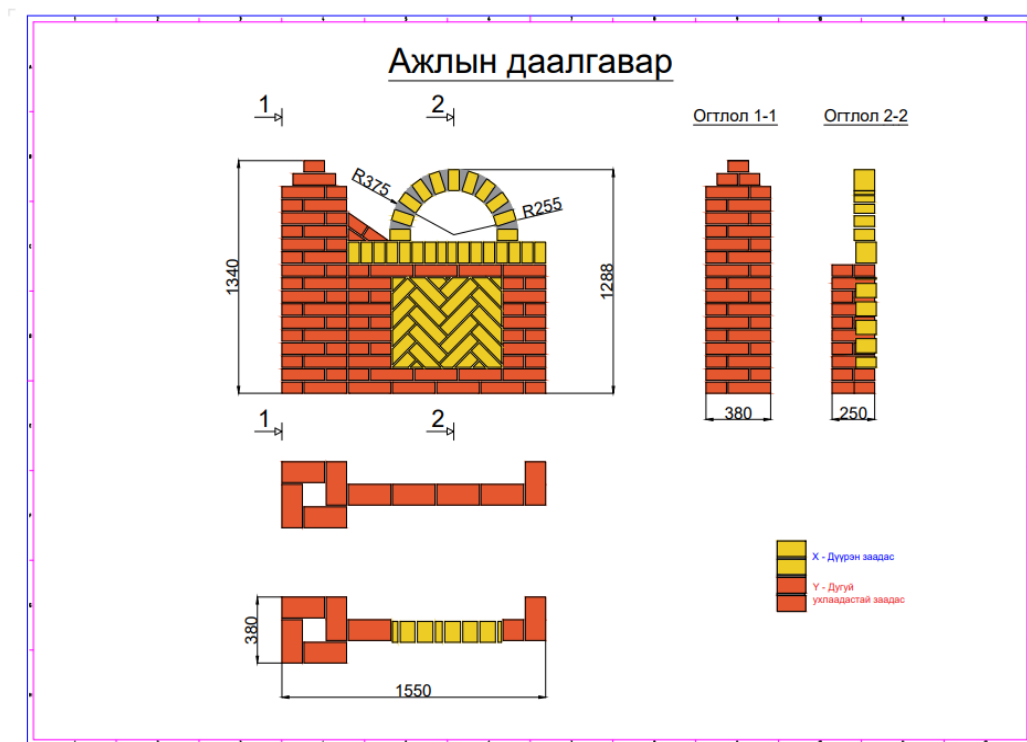 Ажлын даалгавар
1
2
Огтлол 1-1
Огтлол 2-2
R375
R255
1340
1288
380
250
1
2
X - Дүүрэн заадас
Y - Дугуй
ухлаадастай заадас
380
1550